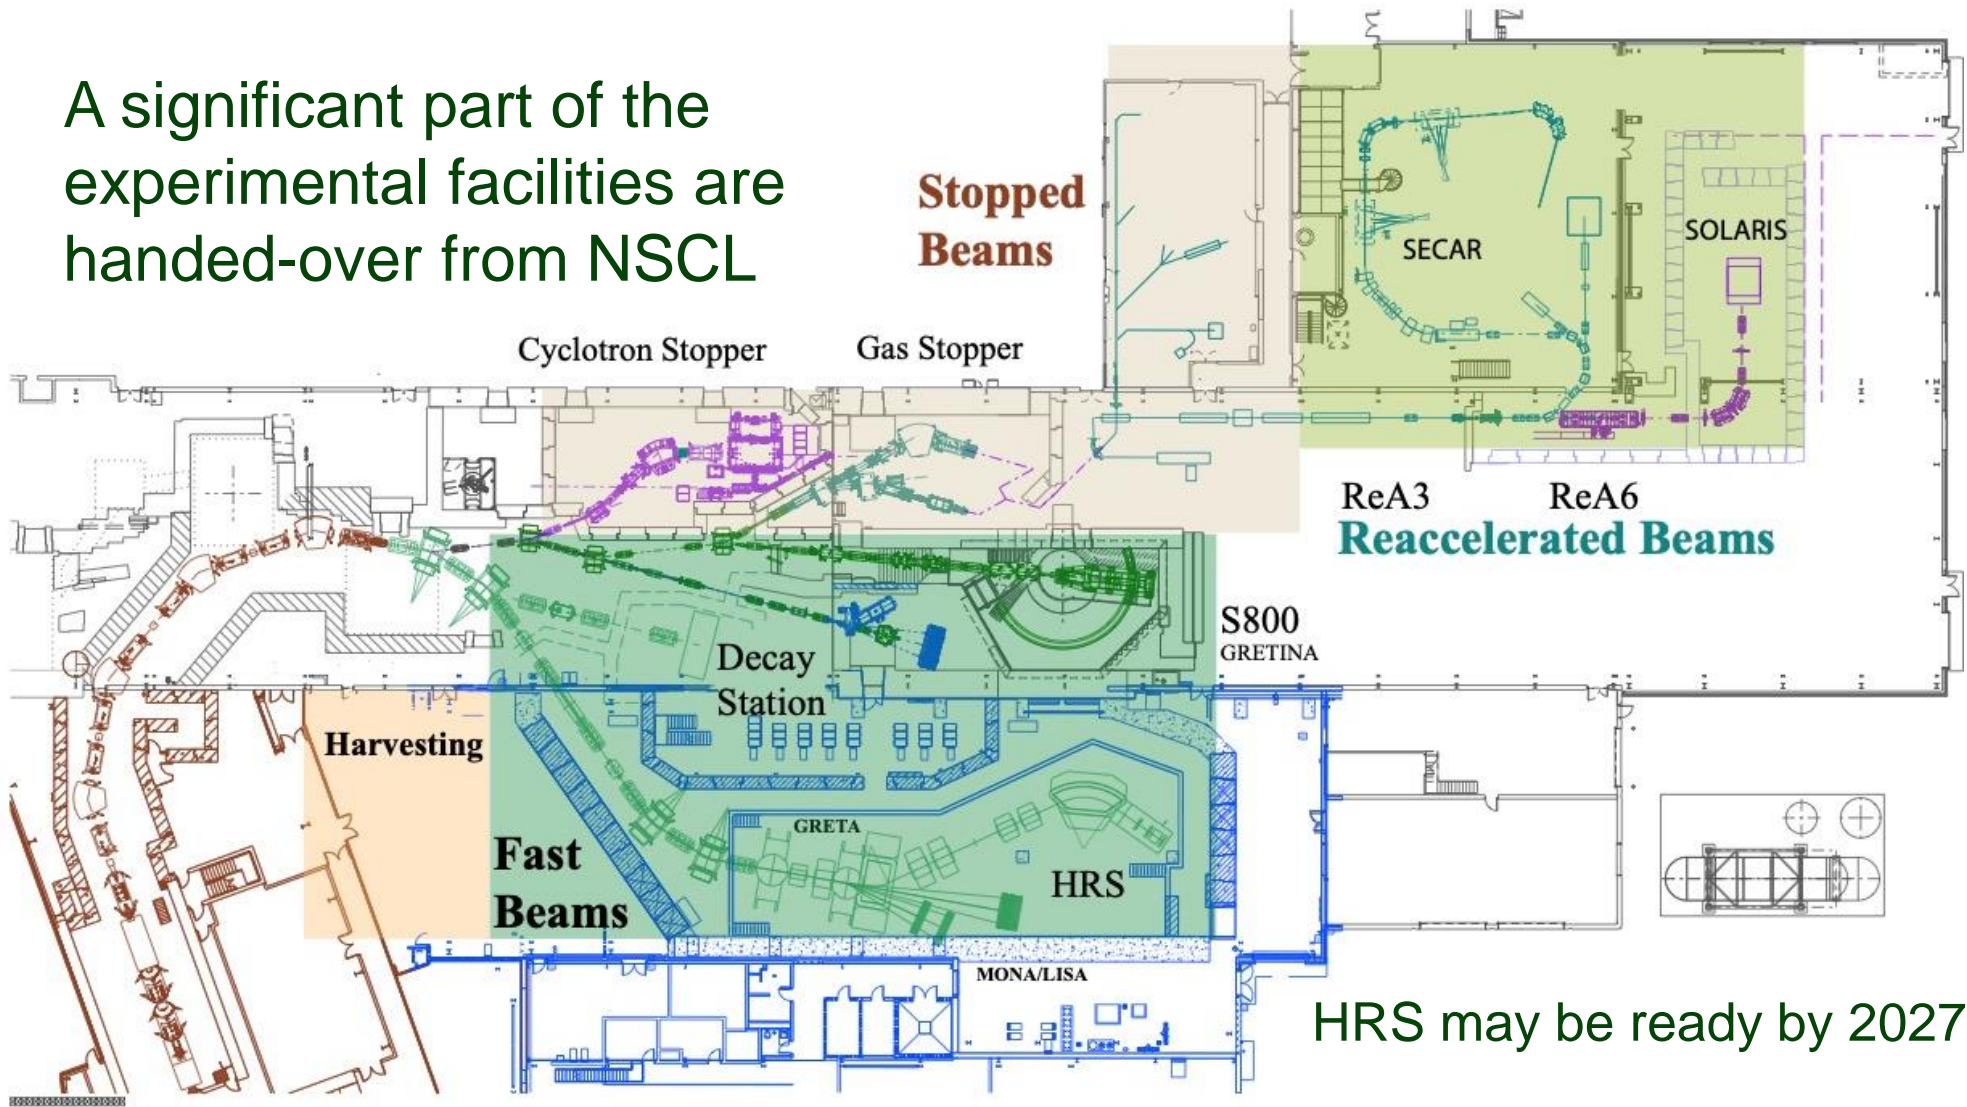 A significant part of the
experimental facilities are
handed-over from NSCL
Stopped
Beams
SECAR
SOLARIS
Cyclotron Stopper
Gas Stopper
ReA3
ReA6
Reaccelerated Beams
S800
GRETINA
Decay
Station
Harvesting
Fast
Beams
GRETA
HRS
MONA/LISA
HRS may be ready by 2027